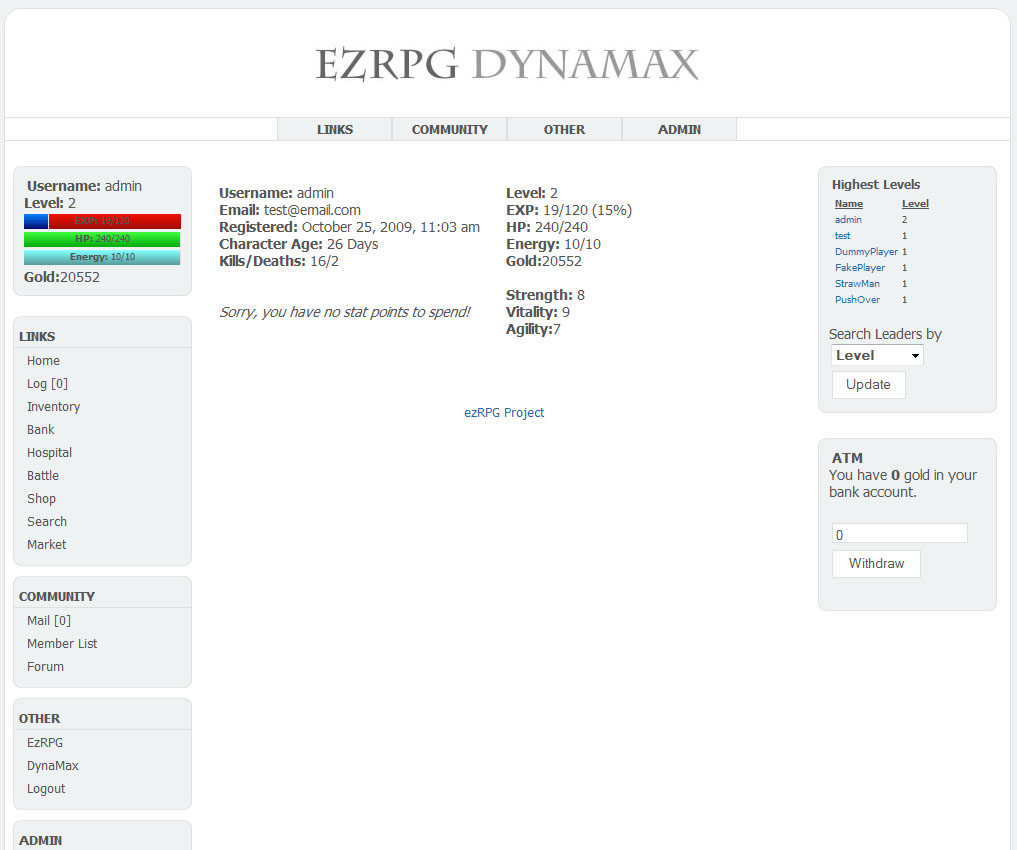 EZRPG DYNAMAX
LINKS COMMUNITY OTHER ADMIN
Username: admin
Level: 2
EXP: 19/120
HP: 240/240
Energy: 10/10
Gold:20552
LINKS
Home
Log [0]
Inventory
Bank
Hospital
Battle
Shop
Search
Market
COMMUNITY
Mail [0]
Member List
Forum
OTHER
EzRPG
DynaMax
Logout
ADMIN
Username: admin
Email: test@email.com
Registered: October 25, 2009, 11:03 am
Character Age: 26 Days
Kills/Deaths: 16/2
Sorry, you have no stat points to spend!
Level: 2
EXP: 19/120 (15%)
HP: 240/240
Energy: 10/10
Gold:20552
Strength: 8
Vitality: 9
Agility:7
ezRPG Project
Highest Levels
Name Level
admin 2
test 1
DummyPlayer 1
FakePlayer 1
StrawMan 1
PushOver 1
Search Leaders by
Level
Update
ATM
You have 0 gold in your
bank account.
0
Withdraw